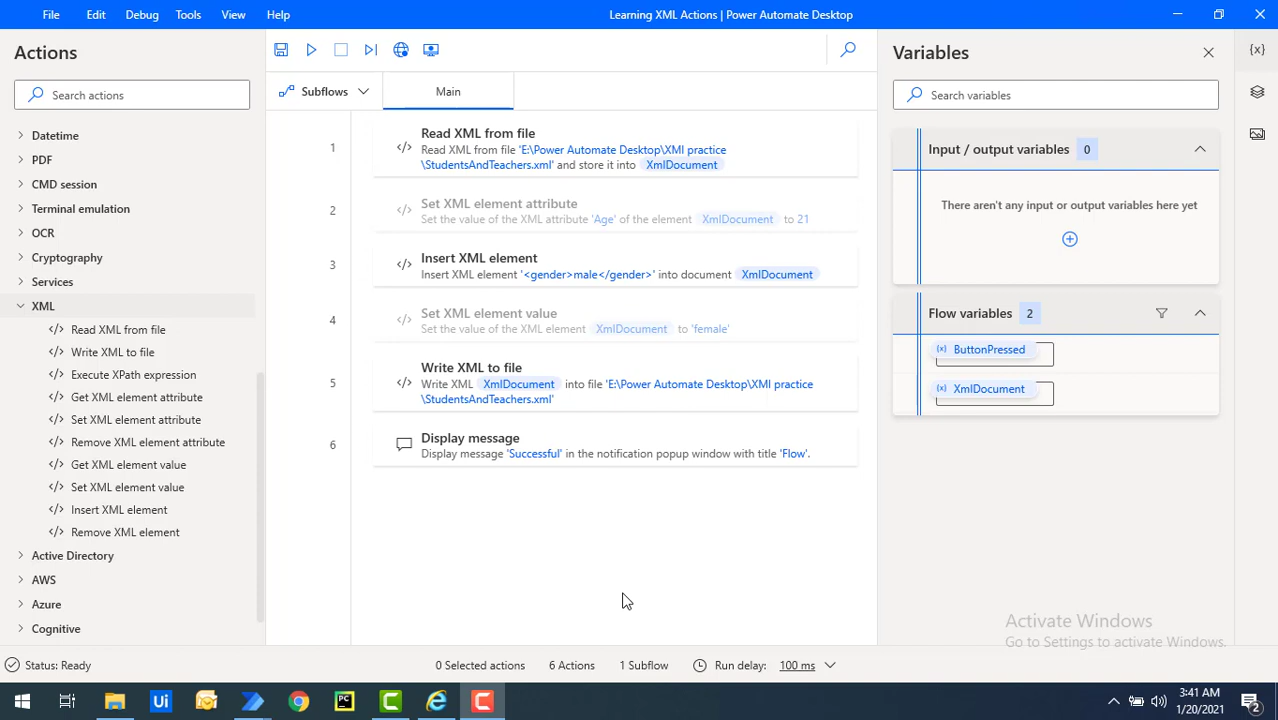 File Edit Debug Tools View Help Learning XML Actions | Power Automate Desktop
Actions
Search actions
Datetime
PDF
CMD session
Terminal emulation
OCR
Cryptography
Services
XML
Read XML from file
Write XML to file
Execute XPath expression
Get XML element attribute
Set XML element attribute
Remove XML element attribute
Get XML element value
Set XML element value
Insert XML element
Remove XML element
Active Directory
AWS
Azure
Cognitive
Subflows Main
1 Read XML from file
Read XML from file 'E:\Power Automate Desktop\XMl practice
\StudentsAndTeachers.xml' and store it into XmlDocument
2 Set XML element attribute
Set the value of the XML attribute 'Age' of the element XmlDocument to 21
3 Insert XML element
Insert XML element '<gender>male</gender>' into document XmlDocument
4 Set XML element value
Set the value of the XML element XmlDocument to 'female'
5 Write XML to file
Write XML XmlDocument into file 'E:\Power Automate Desktop\XMl practice
\StudentsAndTeachers.xml'
6 Display message
Display message 'Successful' in the notification popup window with title 'Flow'.
Variables {x}
Search variables
Input / output variables 0
There aren't any input or output variables here yet
Flow variables 2
(x) ButtonPressed
(x) XmlDocument
Activate Windows
Go to Settings to activate Windows.
Status: Ready 0 Selected actions 6 Actions 1 Subflow Run delay: 100 ms
Ui PC 3:41 AM
1/20/2021 2